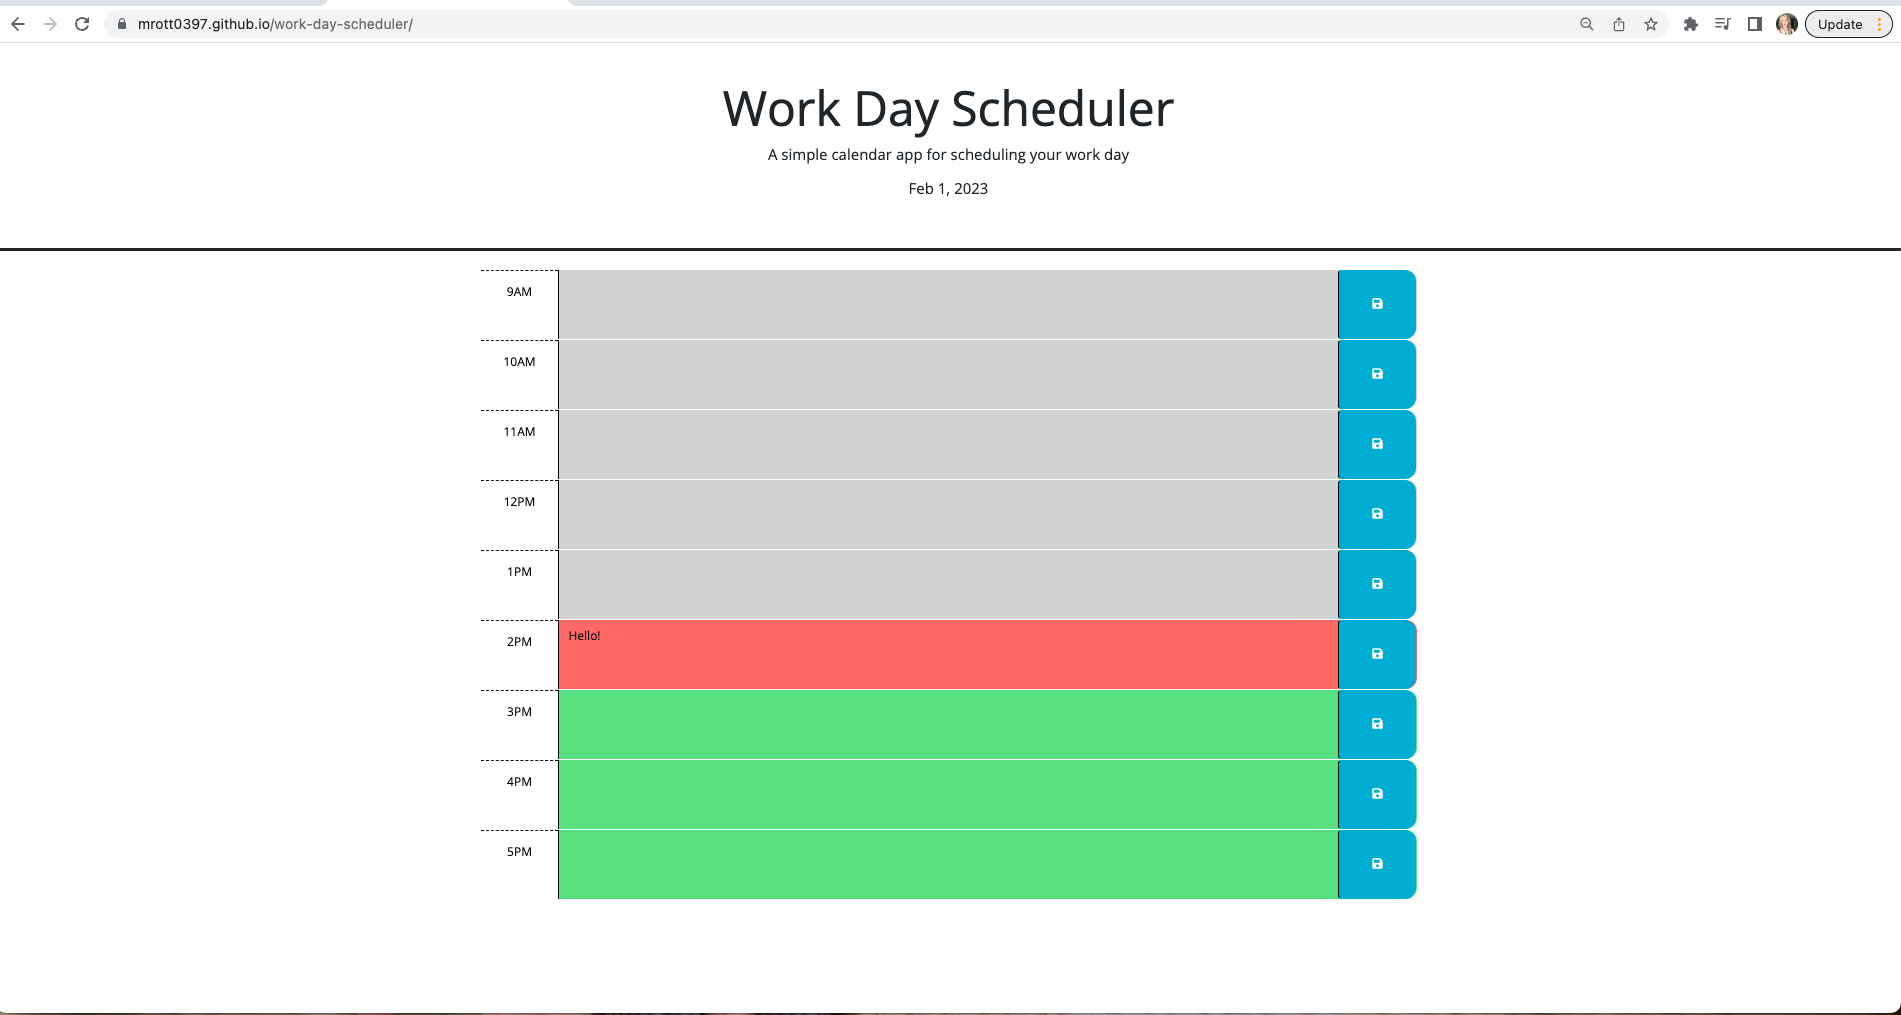 mrott0397.github.io/work-day-scheduler/
Update
Work Day Scheduler
A simple calendar app for scheduling your work day
Feb 1, 2023
9AM
10AM
11AM
12PM
1PM
2PM Hello!
3PM
4PM
5PM